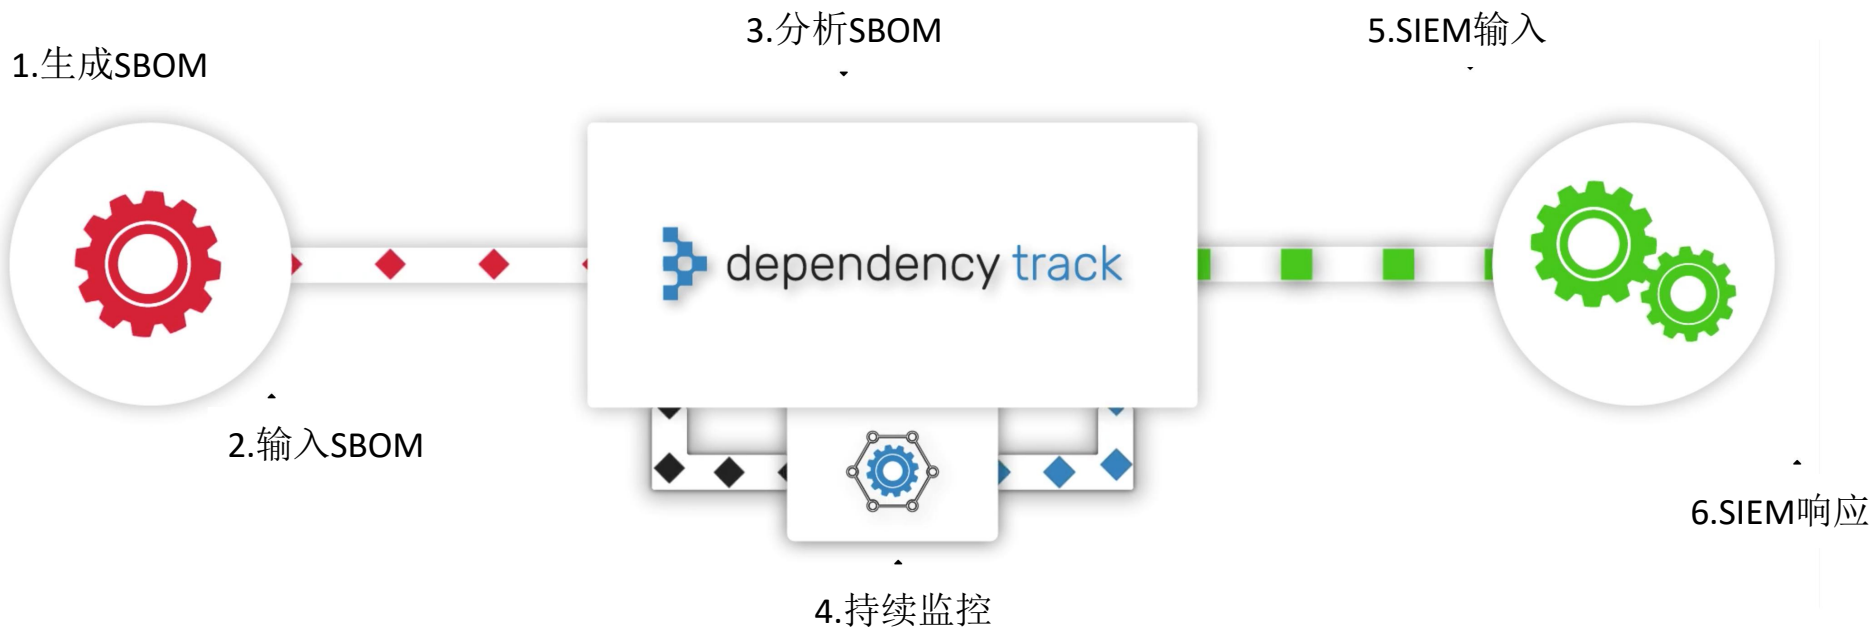 1.生成SBOM
2.输入SBOM
3.分析SBOM
dependency track
4.持续监控
5.SIEM输入
6.SIEM响应